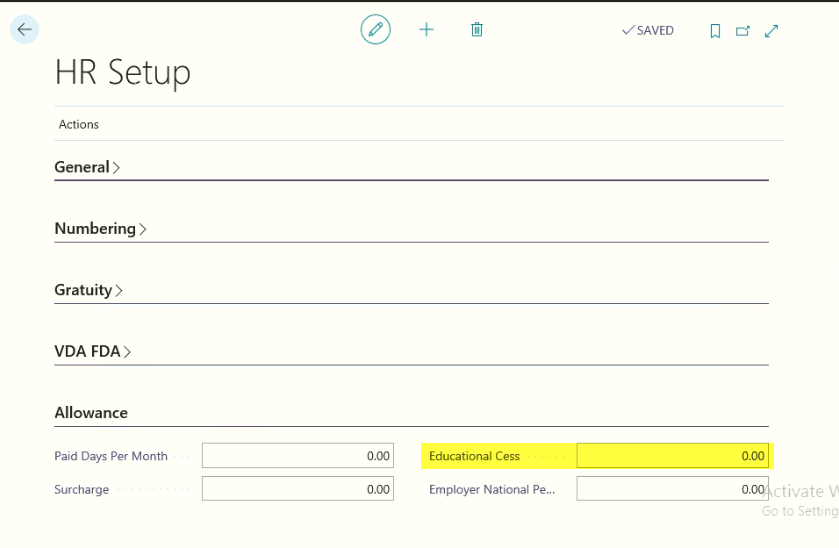 SAVED
HR Setup
Actions
General
Numbering
Gratuity
VDA FDA
Allowance
Paid Days Per Month 0.00 Educational Cess 0.00
Surcharge 0.00 Employer National Pe... 0.00
Activate W
Go to Setting